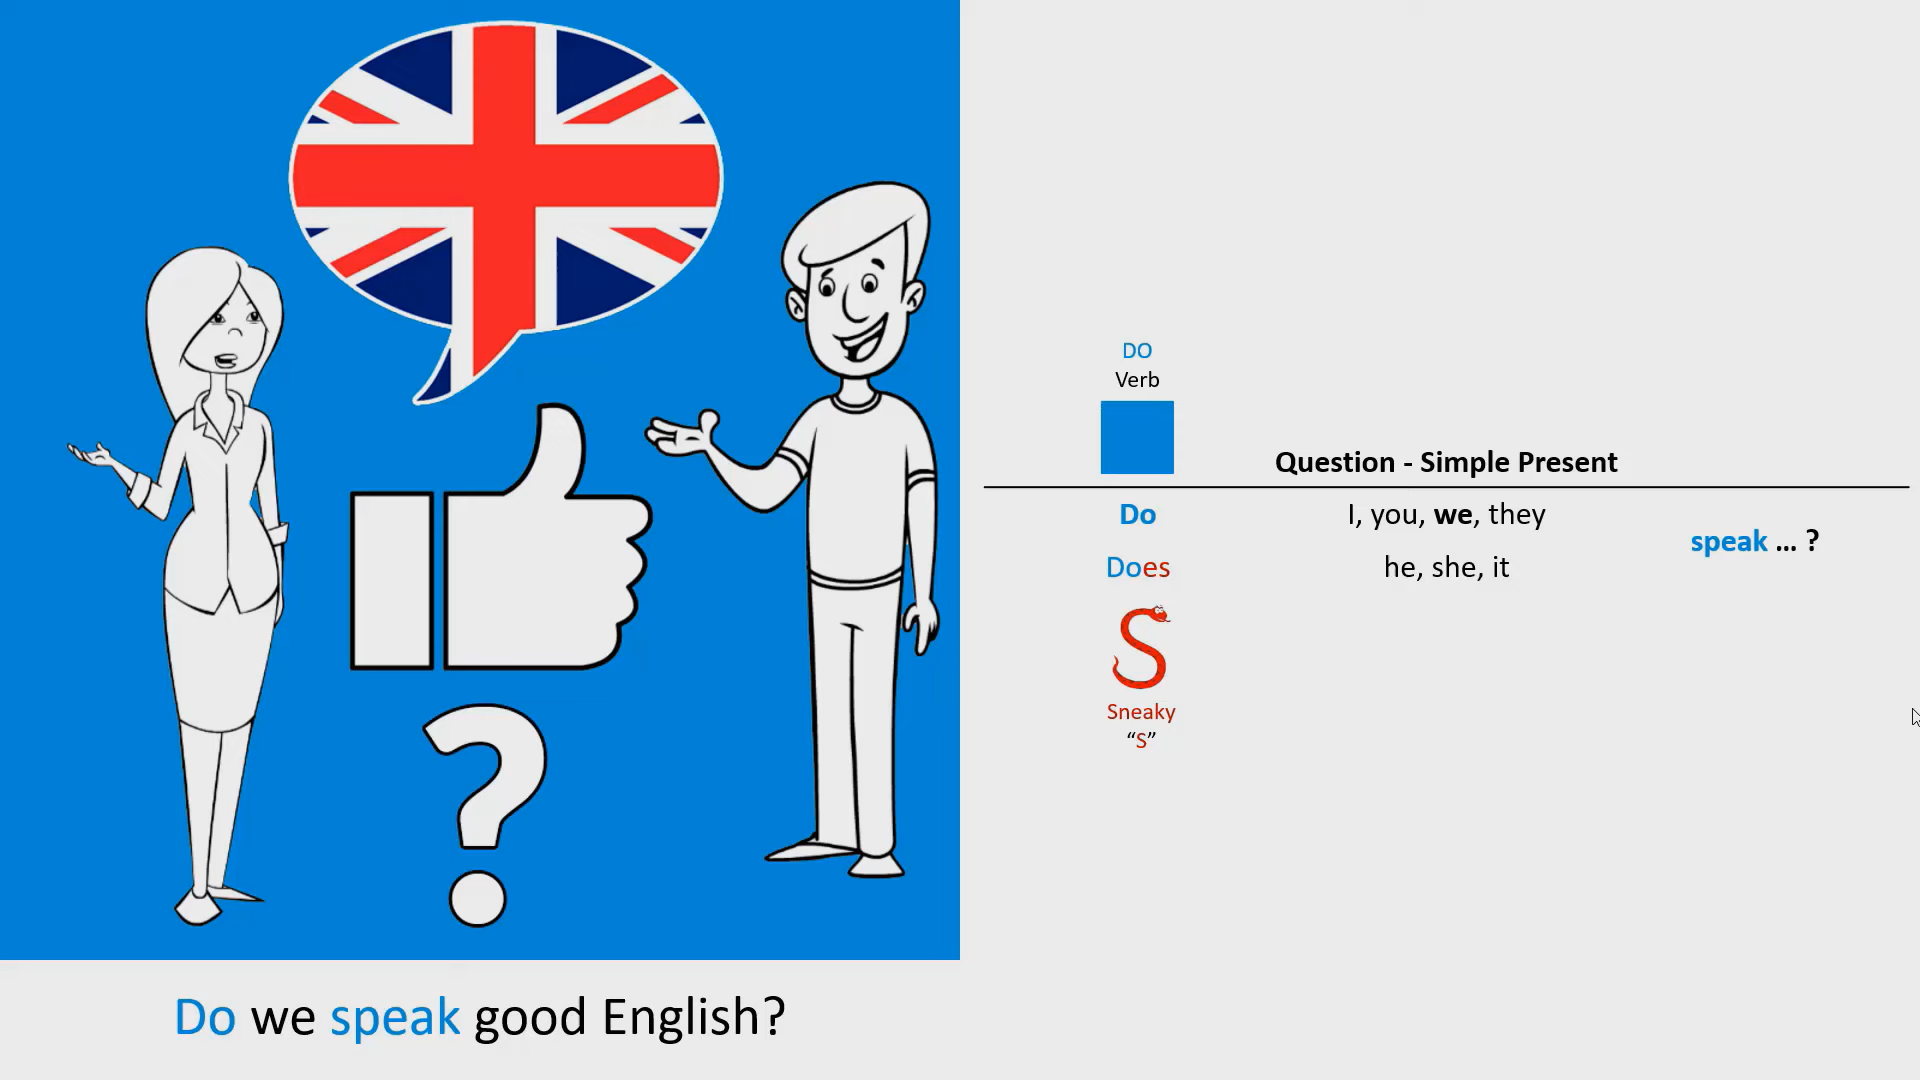 DO
Verb
Question - Simple Present
Do I, you, we, they
speak ... ?
Does he, she, it
Sneaky
“S”
Do we speak good English?